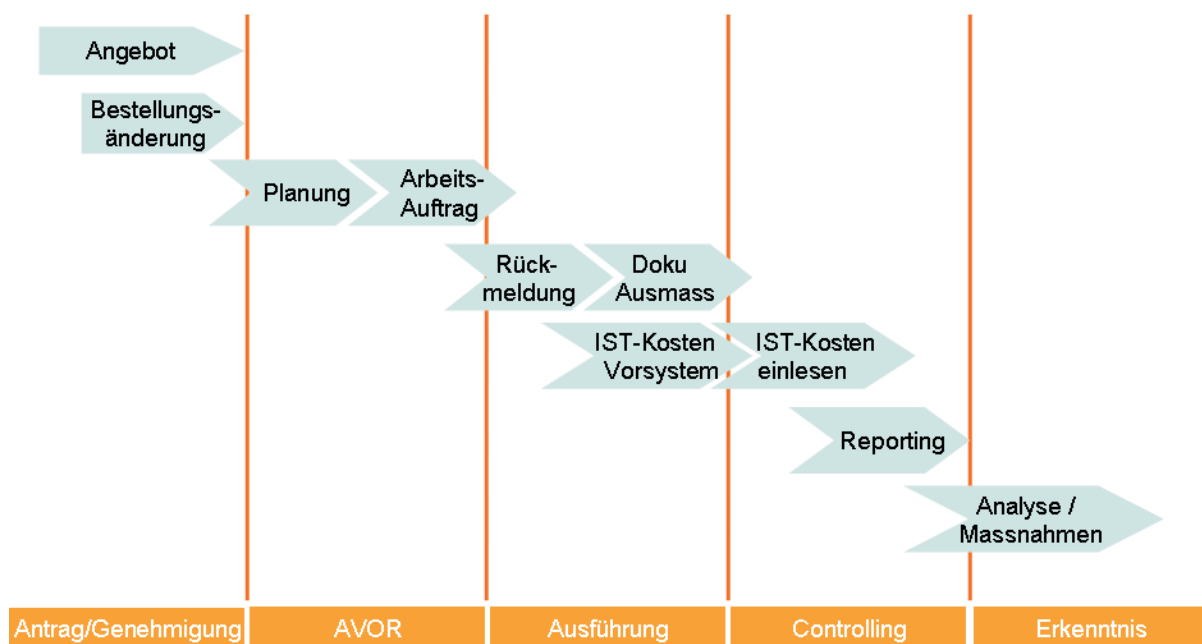 Angebot
Bestellungs-
änderung
Planung
Arbeits-
Auftrag
Rück-
meldung
Doku
Ausmass
IST-Kosten
Vorsystem
IST-Kosten
einlesen
Reporting
Analyse /
Massnahmen
Antrag/Genehmigung
AVOR
Ausführung
Controlling
Erkenntnis